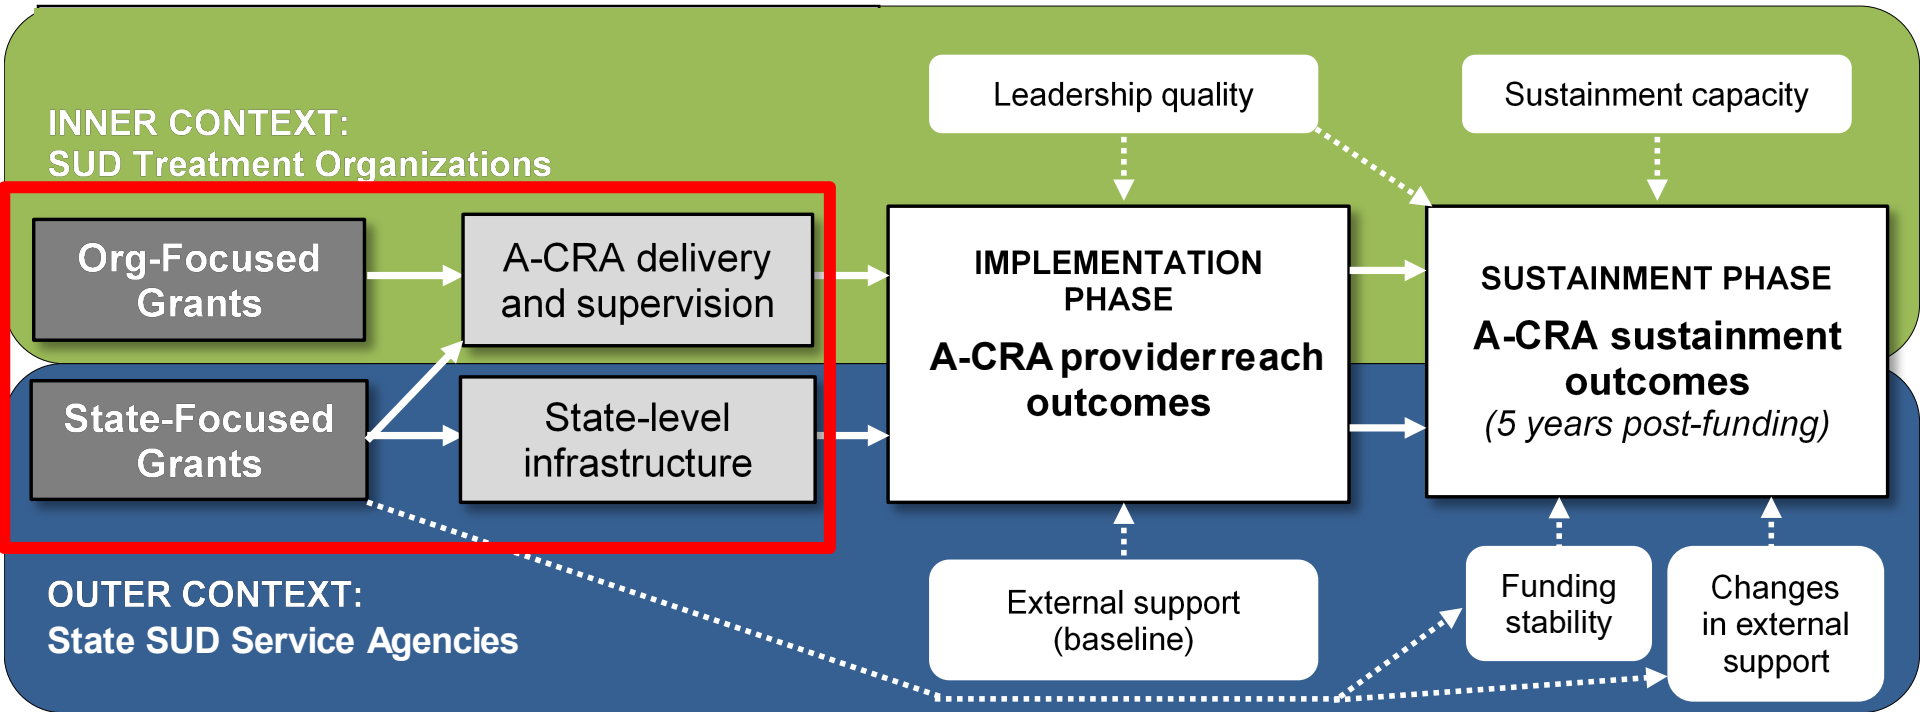 INNER CONTEXT:
SUD Treatment Organizations
Leadership quality
Sustainment capacity
Org-Focused
Grants
A-CRA delivery
and supervision
IMPLEMENTATION
PHASE
A-CRA provider reach
outcomes
SUSTAINMENT PHASE
A-CRA sustainment
outcomes
(5 years post-funding)
State-Focused
Grants
State-level
infrastructure
OUTER CONTEXT:
State SUD Service Agencies
External support
(baseline)
Funding
stability
Changes
in external
support